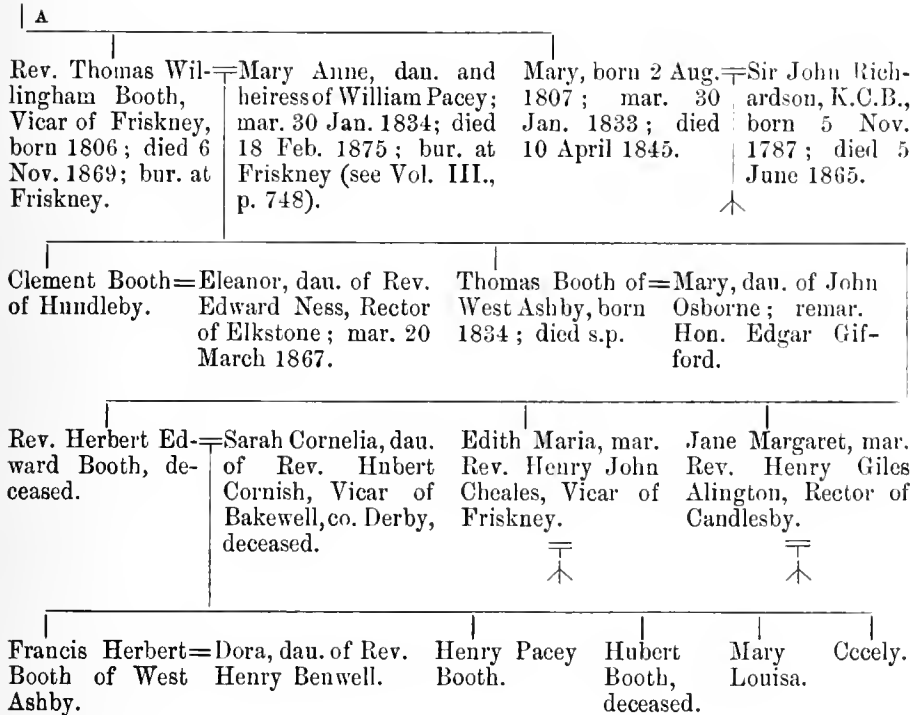 A
Rev. Thomas Wil-
lingham Booth,
Vicar of Friskney,
born 1806; died 6
Nov. 1869; bur. at
Friskney.
=Mary Anne, dau. and
heiress of William Pacey;
mar. 30 Jan. 1834; died
18 Feb. 1875; bur. at
Friskney (see Vol. III.,
p. 748).
Mary, born 2 Aug.
1807; mar. 30
Jan. 1833; died
10 April 1845.
=Sir John Rich-
ardson, K.C.B.,
born 5 Nov.
1787; died 5
June 1865.
Clement Booth=
of Hundleby.
Eleanor, dau. of Rev.
Edward Ness, Rector
of Elkstone; mar. 20
March 1867.
Thomas Booth of=
West Ashby, born
1834; died s.p.
Mary, dau. of John
Osborne; remar.
Hon. Edgar Gif-
ford.
Rev. Herbert Ed-
ward Booth, de-
ceased.
=Sarah Cornelia, dau.
of Rev. Hubert
Cornish, Vicar of
Bakewell, co. Derby,
deceased.
Edith Maria, mar.
Rev. Henry John
Cheales, Vicar of
Friskney.
Jane Margaret, mar.
Rev. Henry Giles
Alington, Rector of
Candlesby.
Francis Herbert=
Booth of West
Ashby.
Dora, dau. of Rev.
Henry Benwell.
Henry Pacey
Booth.
Hubert
Booth,
deceased.
Mary
Louisa.
Cecely.